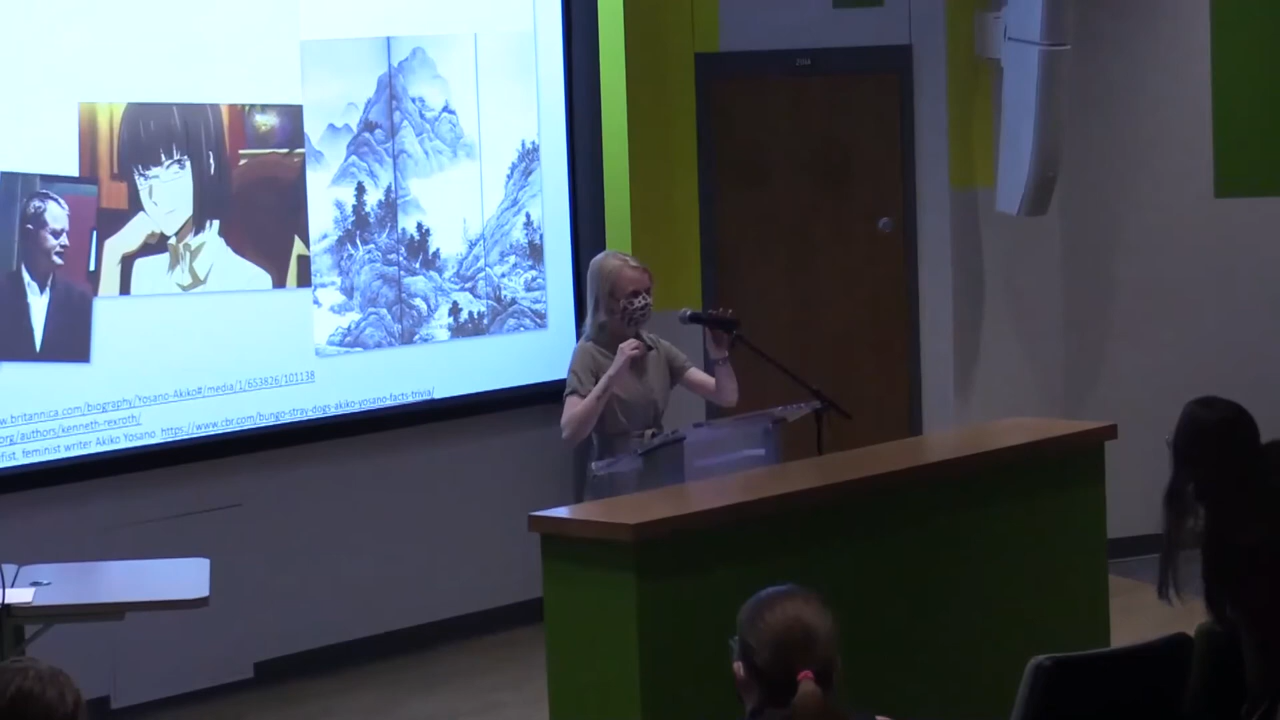 w.britannica.com/biography/Yosano-Akiko#/media/1/653826/101138
org/authors/kenneth-rexroth/
fist, feminist writer Akiko Yosano. https://www.cbr.com/bungo-stray-dogs-akiko-yosano-facts-trivia/